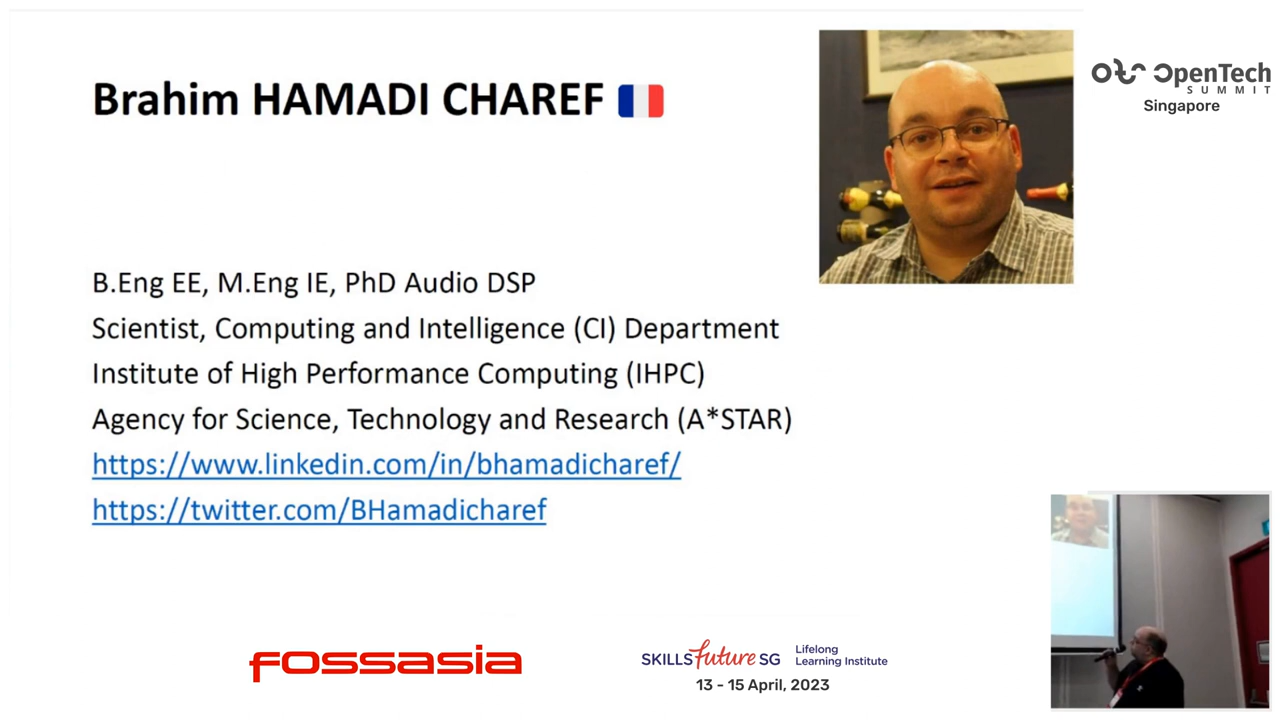 Brahim HAMADI CHAREF
B.Eng EE, M.Eng IE, PhD Audio DSP
Scientist, Computing and Intelligence (CI) Department
Institute of High Performance Computing (IHPC)
Agency for Science, Technology and Research (A*STAR)
https://www.linkedin.com/in/bhamadicharef/
https://twitter.com/BHamadicharef
OpenTech
SUMMIT
Singapore
fossasia
SKILLSfuture SG
Lifelong
Learning Institute
13 - 15 April, 2023